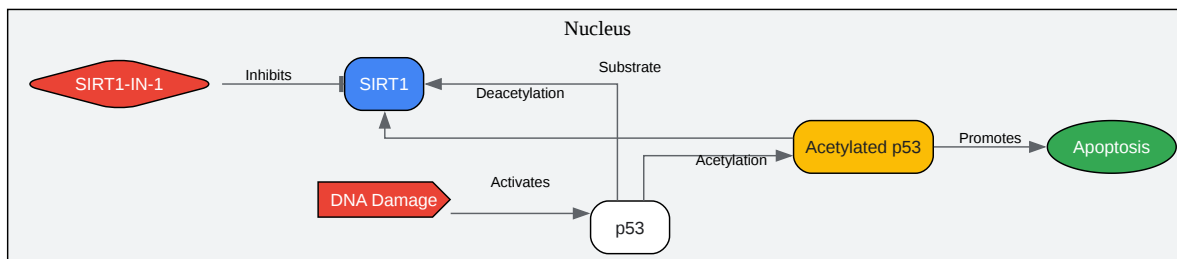 Nucleus
SIRT1-IN-1
Inhibits
SIRT1
Substrate
Deacetylation
Acetylated p53
Promotes
Apoptosis
Acetylation
Activates
DNA Damage
p53